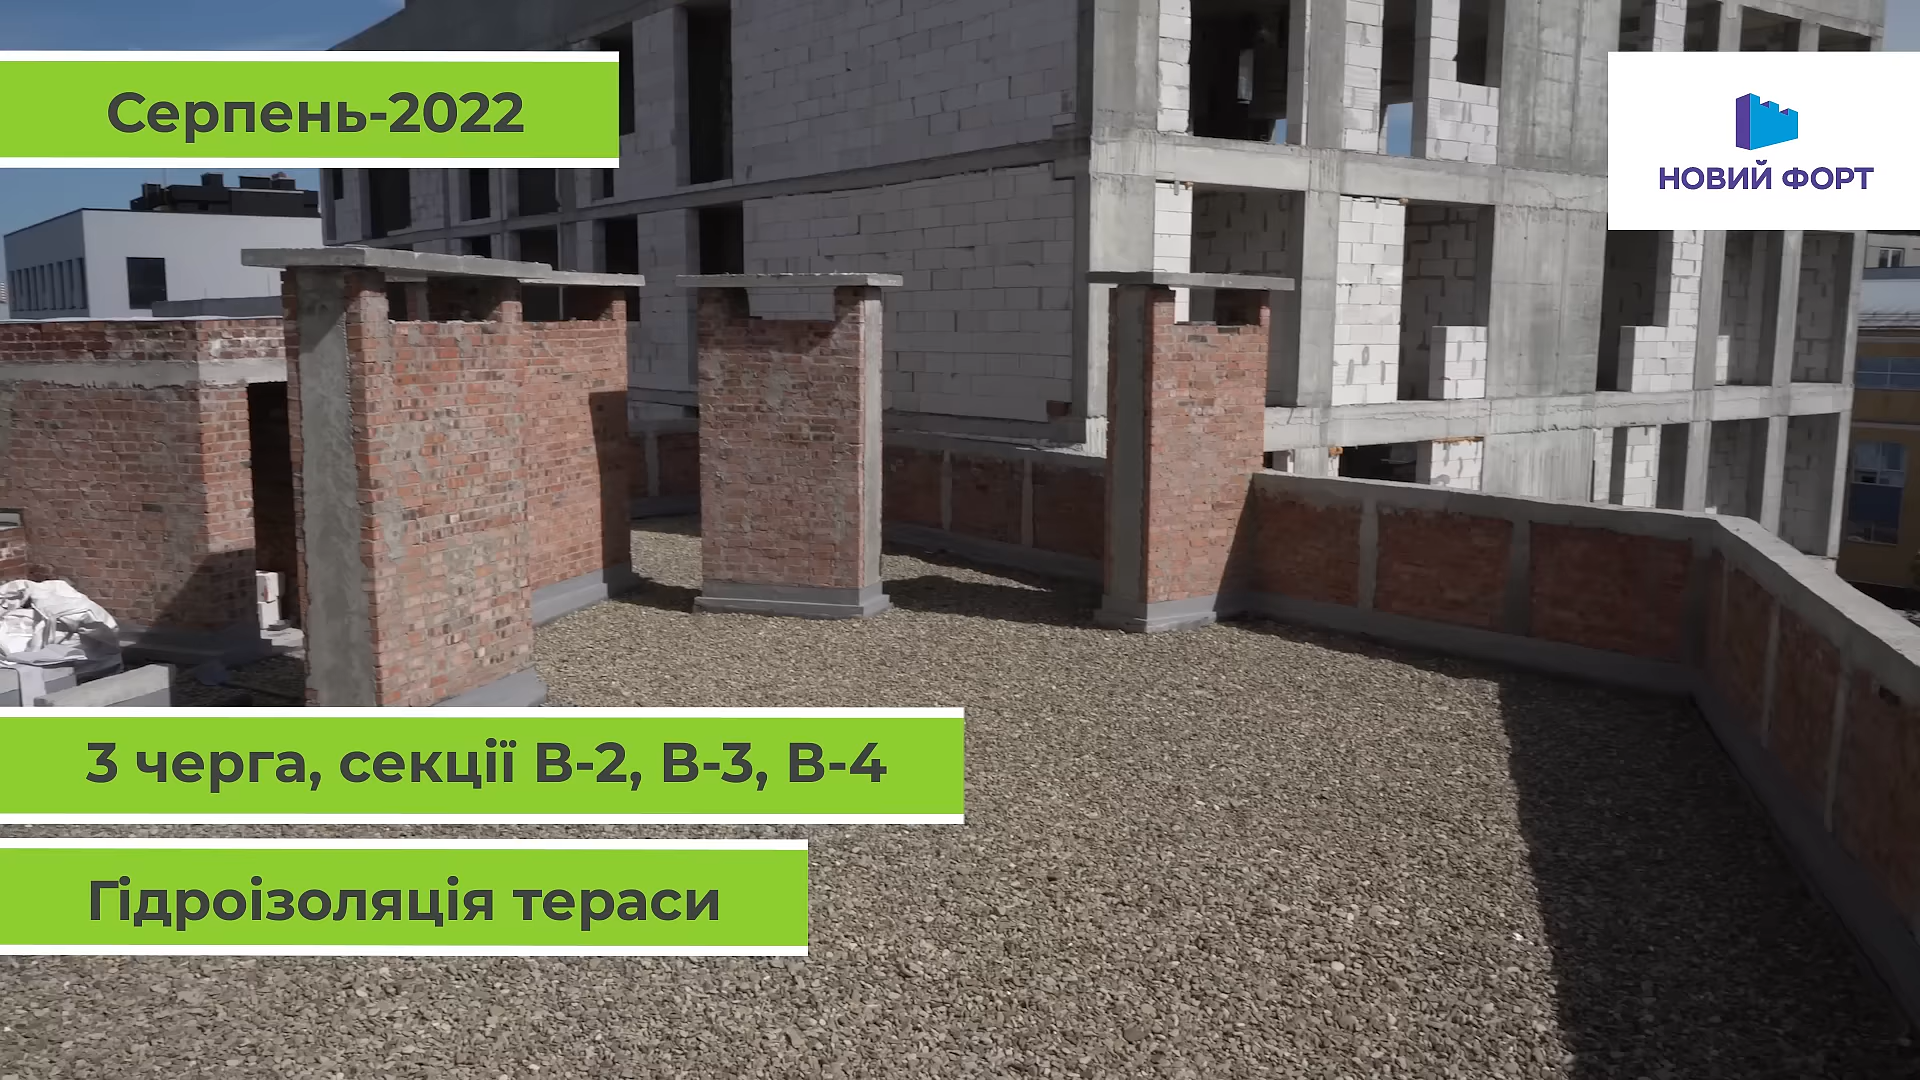 Серпень-2022
НОВИЙ ФОРТ
3 черга, секції В-2, В-3, В-4
Гідроізоляція тераси